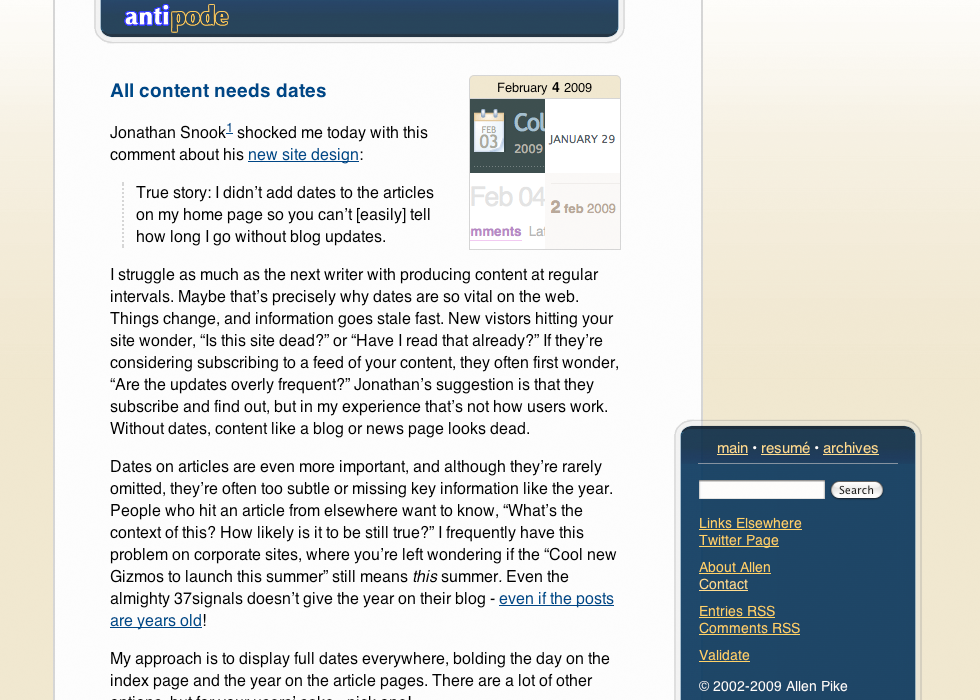 antipode
All content needs dates
February 4 2009
FEB
03
Col
2009
JANUARY 29
Feb 04
mments Lat
2 feb 2009
Jonathan Snook1 shocked me today with this
comment about his new site design:
True story: I didn’t add dates to the articles
on my home page so you can’t [easily] tell
how long I go without blog updates.
I struggle as much as the next writer with producing content at regular
intervals. Maybe that’s precisely why dates are so vital on the web.
Things change, and information goes stale fast. New vistors hitting your
site wonder, “Is this site dead?” or “Have I read that already?” If they’re
considering subscribing to a feed of your content, they often first wonder,
“Are the updates overly frequent?” Jonathan’s suggestion is that they
subscribe and find out, but in my experience that’s not how users work.
Without dates, content like a blog or news page looks dead.
Dates on articles are even more important, and although they’re rarely
omitted, they’re often too subtle or missing key information like the year.
People who hit an article from elsewhere want to know, “What’s the
context of this? How likely is it to be still true?” I frequently have this
problem on corporate sites, where you’re left wondering if the “Cool new
Gizmos to launch this summer” still means this summer. Even the
almighty 37signals doesn’t give the year on their blog - even if the posts
are years old!
My approach is to display full dates everywhere, bolding the day on the
index page and the year on the article pages. There are a lot of other
main • resumé • archives
Search
Links Elsewhere
Twitter Page
About Allen
Contact
Entries RSS
Comments RSS
Validate
© 2002-2009 Allen Pike